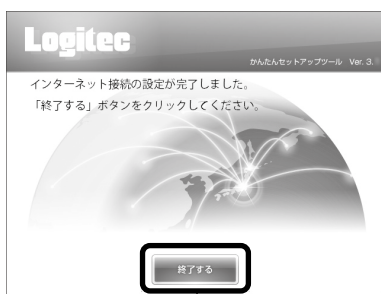 Logitec
かんたんセットアップツール Ver. 3.
インターネット接続の設定が完了しました。
「終了する」ボタンをクリックしてください。
終了する